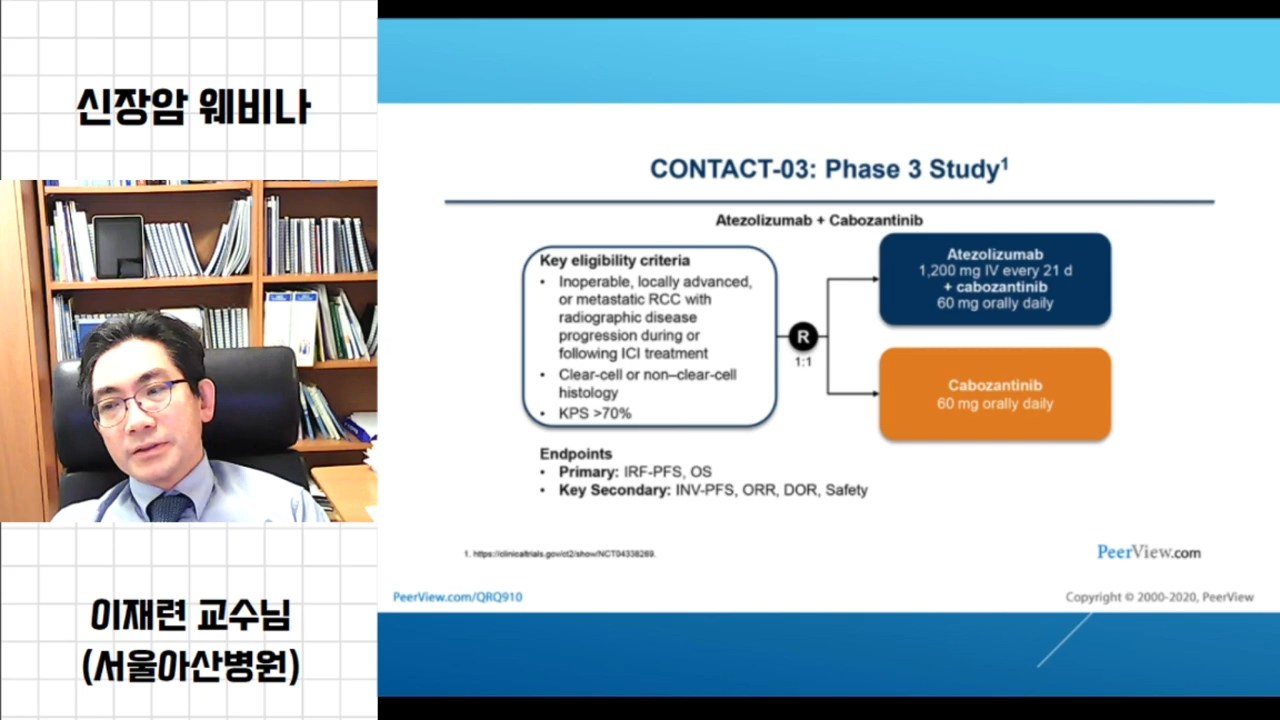 신장암 웨비나
이재련 교수님
(서울아산병원)
CONTACT-03: Phase 3 Study1
Atezolizumab + Cabozantinib
Key eligibility criteria
• Inoperable, locally advanced,
or metastatic RCC with
radiographic disease
progression during or
following ICI treatment
• Clear-cell or non–clear-cell
histology
• KPS >70%
R
1:1
Atezolizumab
1,200 mg IV every 21 d
+ cabozantinib
60 mg orally daily
Cabozantinib
60 mg orally daily
Endpoints
• Primary: IRF-PFS, OS
• Key Secondary: INV-PFS, ORR, DOR, Safety
1. https://clinicaltrials.gov/ct2/show/NCT04338269.
PeerView.com
PeerView.com/QRQ910
Copyright © 2000-2020, PeerView